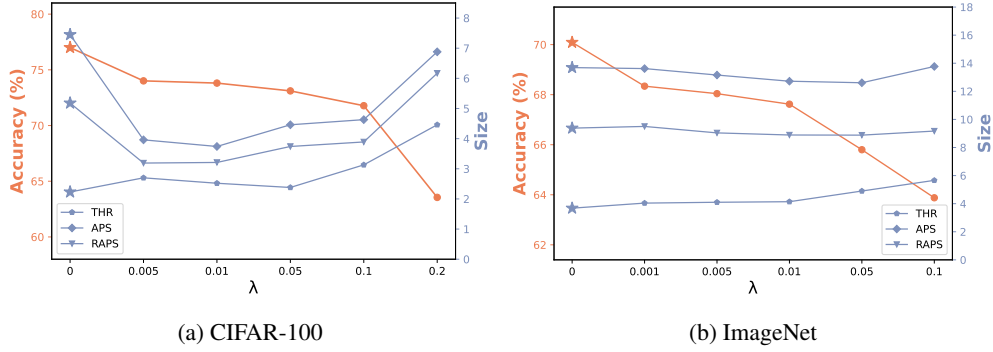 80
75
70
65
60
Accuracy (%)
8
7
6
5
4
3
2
1
0
Size
THR
APS
RAPS
0
0.005
0.01
0.05
0.1
0.2
λ
(a) CIFAR-100
70
68
66
64
62
Accuracy (%)
18
16
14
12
10
8
6
4
2
0
Size
THR
APS
RAPS
0
0.001
0.005
0.01
0.05
0.1
λ
(b) ImageNet